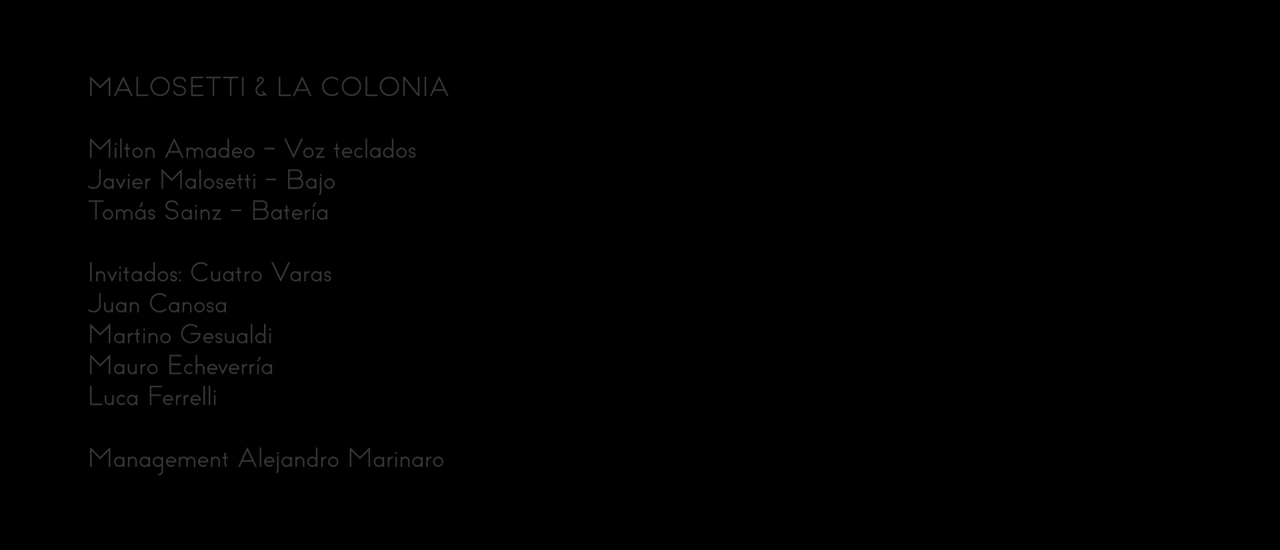 MALOSETTI & LA COLONIA
Milton Amadeo – Voz teclados
Javier Malosetti – Bajo
Tomás Sainz – Batería
Invitados: Cuatro Varas
Juan Canosa
Martino Gesualdi
Mauro Echeverría
Luca Ferrelli
Management Alejandro Marinaro